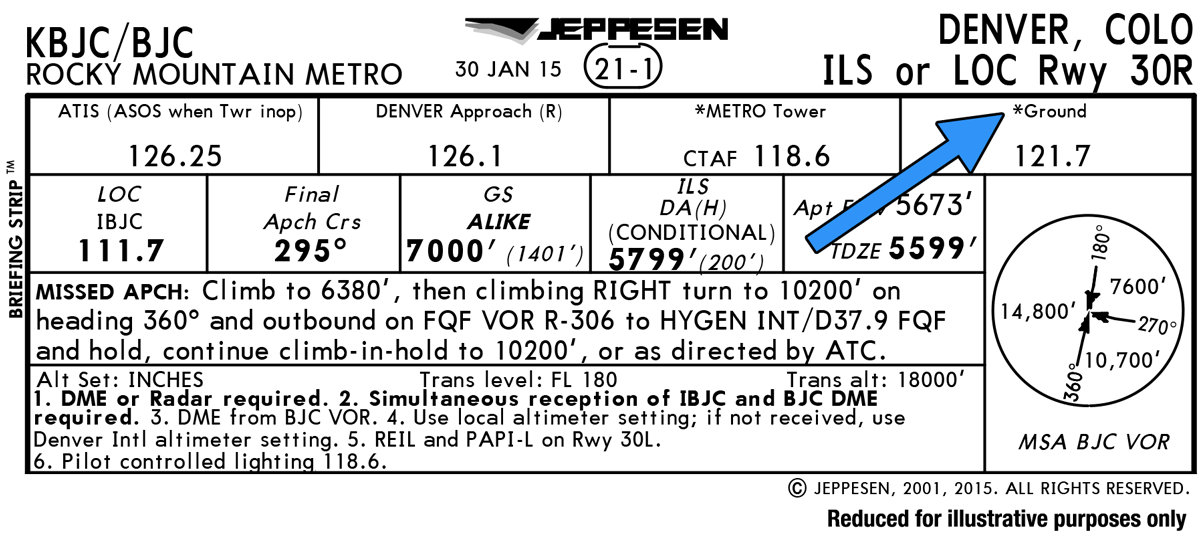 KBJC/BJC
ROCKY MOUNTAIN METRO
JEPPESEN
30 JAN 15 21-1
DENVER, COLO
ILS or LOC Rwy 30R
BRIEFING STRIP ™
ATIS (ASOS when Twr inop)
126.25
DENVER Approach (R)
126.1
*METRO Tower
CTAF 118.6
*Ground
121.7
LOC
IBJC
111.7
Final
Apch Crs
295°
GS
ALIKE
7000' (1401')
ILS
DA(H)
(CONDITIONAL)
5799' (200')
Apt 5673'
TDZE 5599'
MISSED APCH: Climb to 6380', then climbing RIGHT turn to 10200' on
heading 360° and outbound on FQF VOR R-306 to HYGEN INT/D37.9 FQF
and hold, continue climb-in-hold to 10200', or as directed by ATC.
Alt Set: INCHES Trans level: FL 180 Trans alt: 18000'
1. DME or Radar required. 2. Simultaneous reception of IBJC and BJC DME
required. 3. DME from BJC VOR. 4. Use local altimeter setting; if not received, use
Denver Intl altimeter setting. 5. REIL and PAPI-L on Rwy 30L.
6. Pilot controlled lighting 118.6.
180°
7600'
14,800'
270°
10,700'
360°
MSA BJC VOR
© JEPPESEN, 2001, 2015. ALL RIGHTS RESERVED.
Reduced for illustrative purposes only